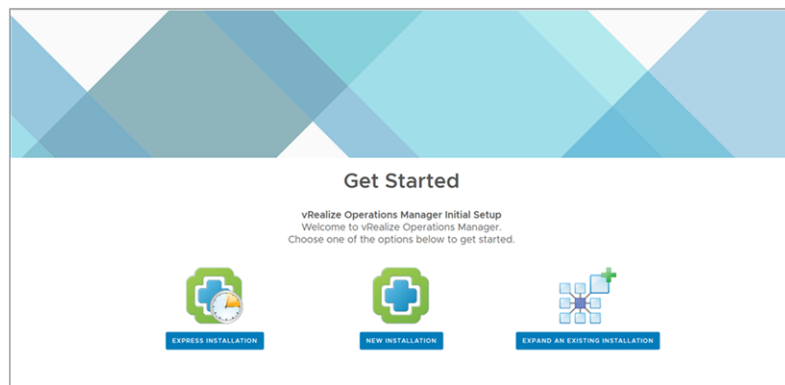 Get Started
vRealize Operations Manager Initial Setup
Welcome to vRealize Operations Manager.
Choose one of the options below to get started.
EXPRESS INSTALLATION
NEW INSTALLATION
EXPAND AN EXISTING INSTALLATION